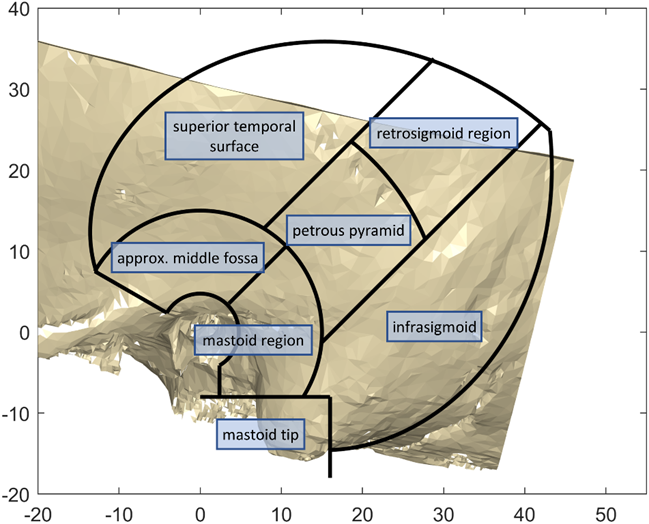 40
30
20
10
0
-10
-20
superior temporal
surface
retrosigmoid region
petrous pyramid
approx. middle fossa
infrasigmoid
mastoid region
mastoid tip
-20 -10 0 10 20 30 40 50